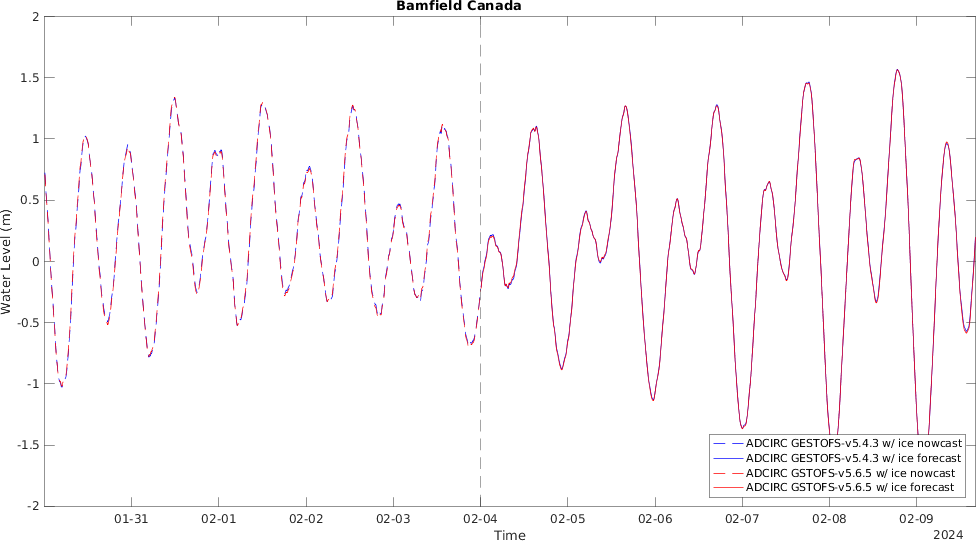 Bamfield Canada
2
1.5
1
0.5
0
-0.5
-1
-1.5
-2
Water Level (m)
01-31
02-01
02-02
02-03
02-04
02-05
02-06
02-07
02-08
02-09
Time
2024
ADCIRC GESTOFS-v5.4.3 w/ ice nowcast
ADCIRC GESTOFS-v5.4.3 w/ ice forecast
ADCIRC GSTOFS-v5.6.5 w/ ice nowcast
ADCIRC GSTOFS-v5.6.5 w/ ice forecast